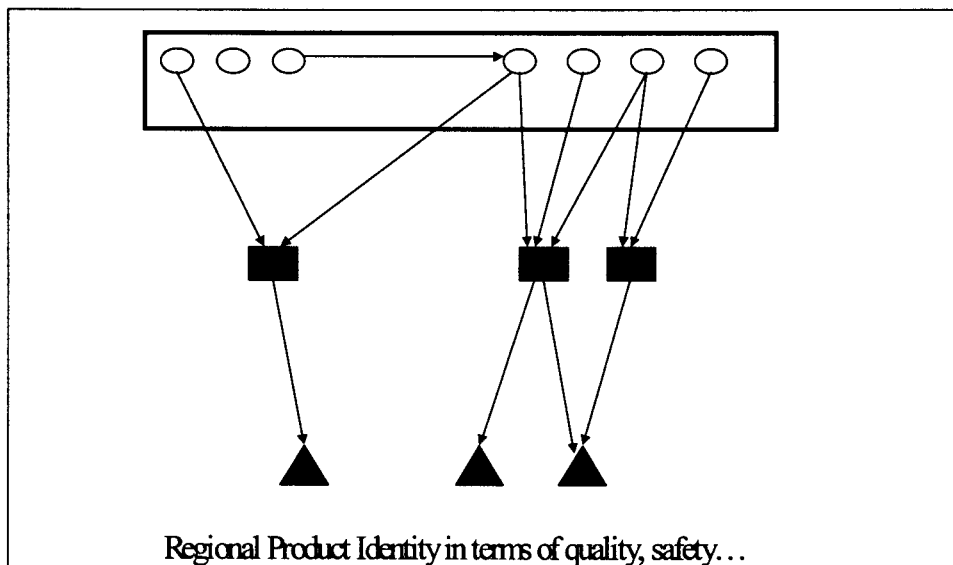 Regional Product Identity in terms of quality, safety…